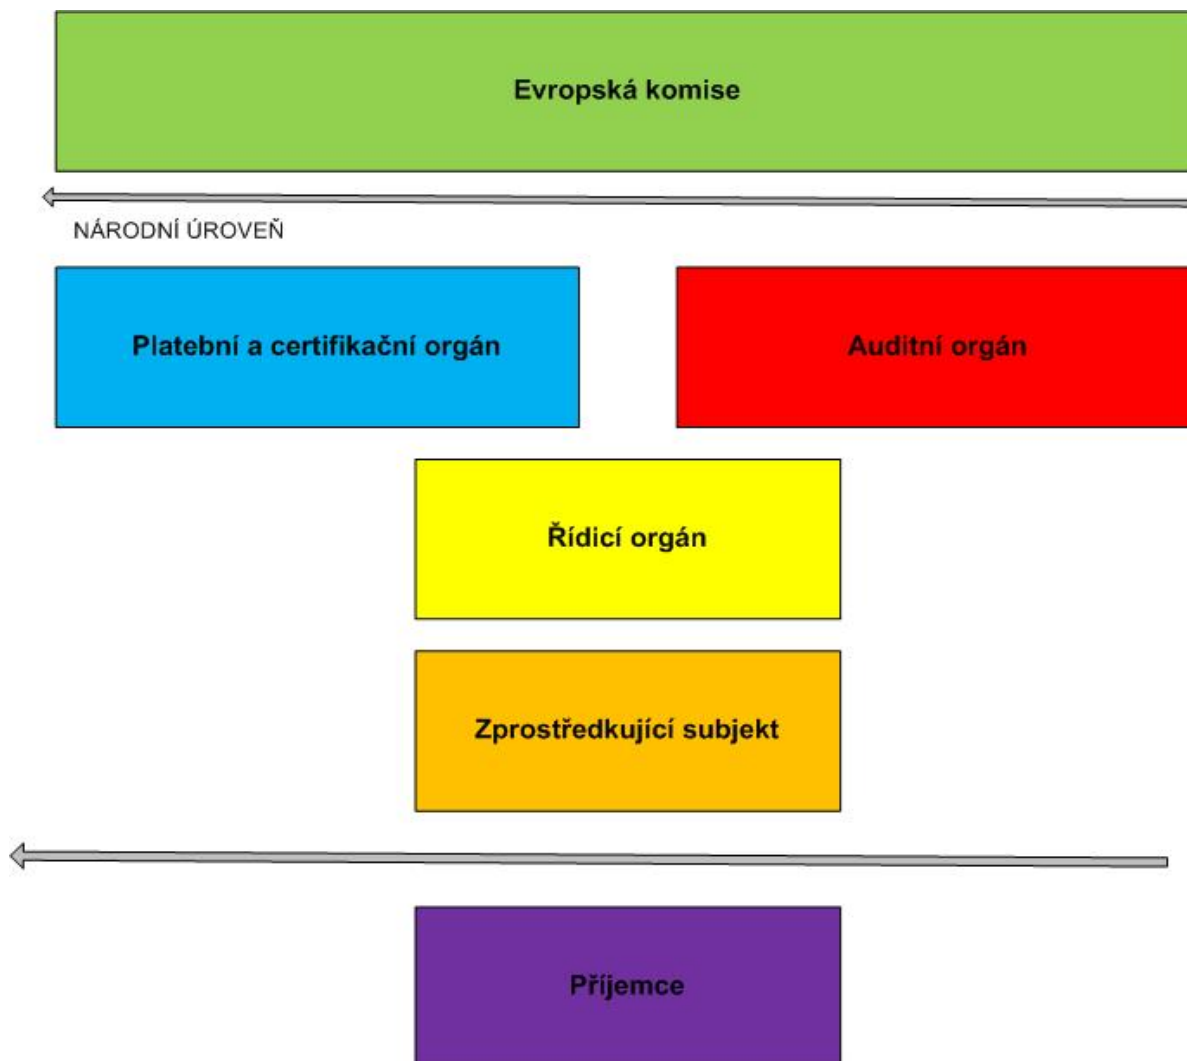 Evropská komise
NÁRODNÍ ÚROVEŇ
Platební a certifikační orgán
Auditní orgán
Řídicí orgán
Zprostředkující subjekt
Příjemce